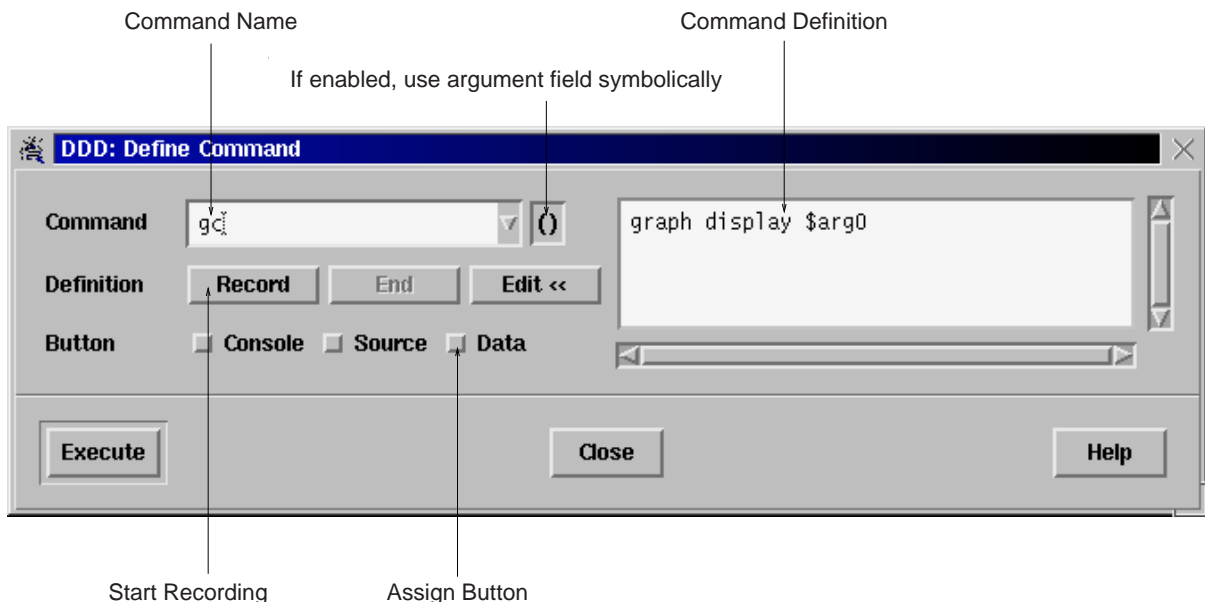 Command Name
Command Definition
If enabled, use argument field symbolically
DDD: Define Command
Command
gc
()
graph display $arg0
Definition
Record
End
Edit <<
Button
Console
Source
Data
Execute
Close
Help
Start Recording
Assign Button